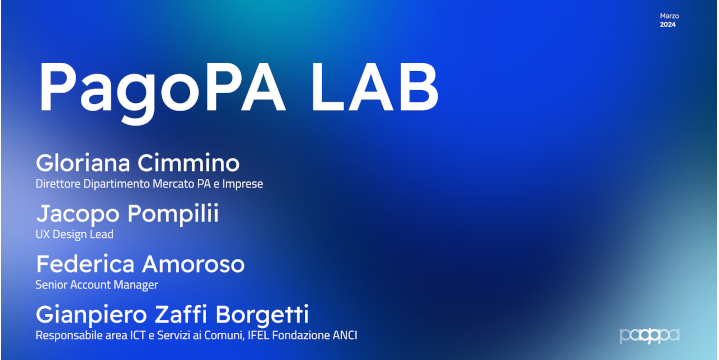 Marzo
2024
PagoPA LAB
Gloriana Cimmino
Direttore Dipartimento Mercato PA e Imprese
Jacopo Pompilii
UX Design Lead
Federica Amoroso
Senior Account Manager
Gianpiero Zaffi Borgetti
Responsabile area ICT e Servizi ai Comuni, IFEL Fondazione ANCI
pagopa